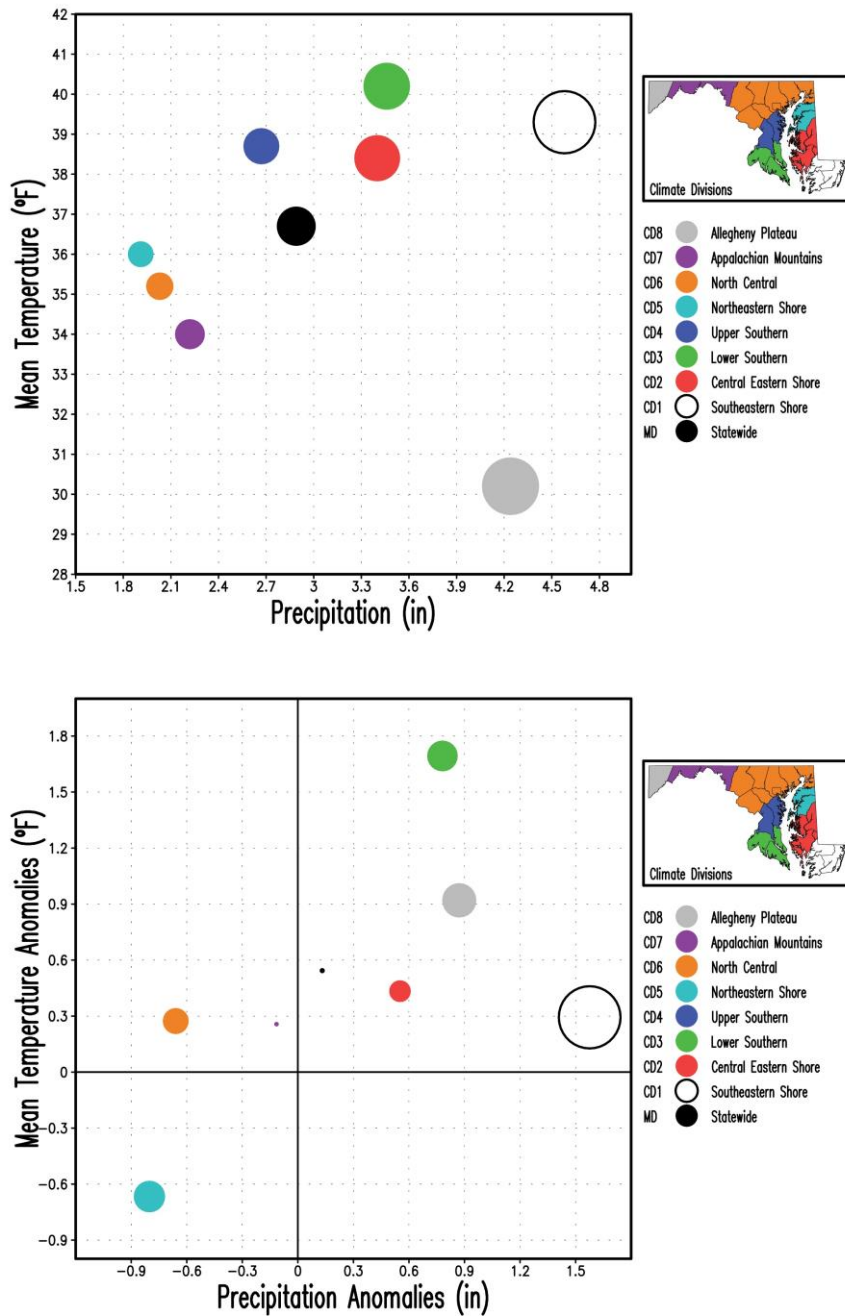 42
41
40
39
38
37
36
35
34
33
32
31
30
29
28
Mean Temperature (ºF)
1.5 1.8 2.1 2.4 2.7 3 3.3 3.6 3.9 4.2 4.5 4.8
Precipitation (in)
Climate Divisions
CD8 Allegheny Plateau
CD7 Appalachian Mountains
CD6 North Central
CD5 Northeastern Shore
CD4 Upper Southern
CD3 Lower Southern
CD2 Central Eastern Shore
CD1 Southeastern Shore
MD Statewide
1.8
1.5
1.2
0.9
0.6
0.3
0
-0.3
-0.6
-0.9
Mean Temperature Anomalies (ºF)
-0.9 -0.6 -0.3 0 0.3 0.6 0.9 1.2 1.5
Precipitation Anomalies (in)
Climate Divisions
CD8 Allegheny Plateau
CD7 Appalachian Mountains
CD6 North Central
CD5 Northeastern Shore
CD4 Upper Southern
CD3 Lower Southern
CD2 Central Eastern Shore
CD1 Southeastern Shore
MD Statewide